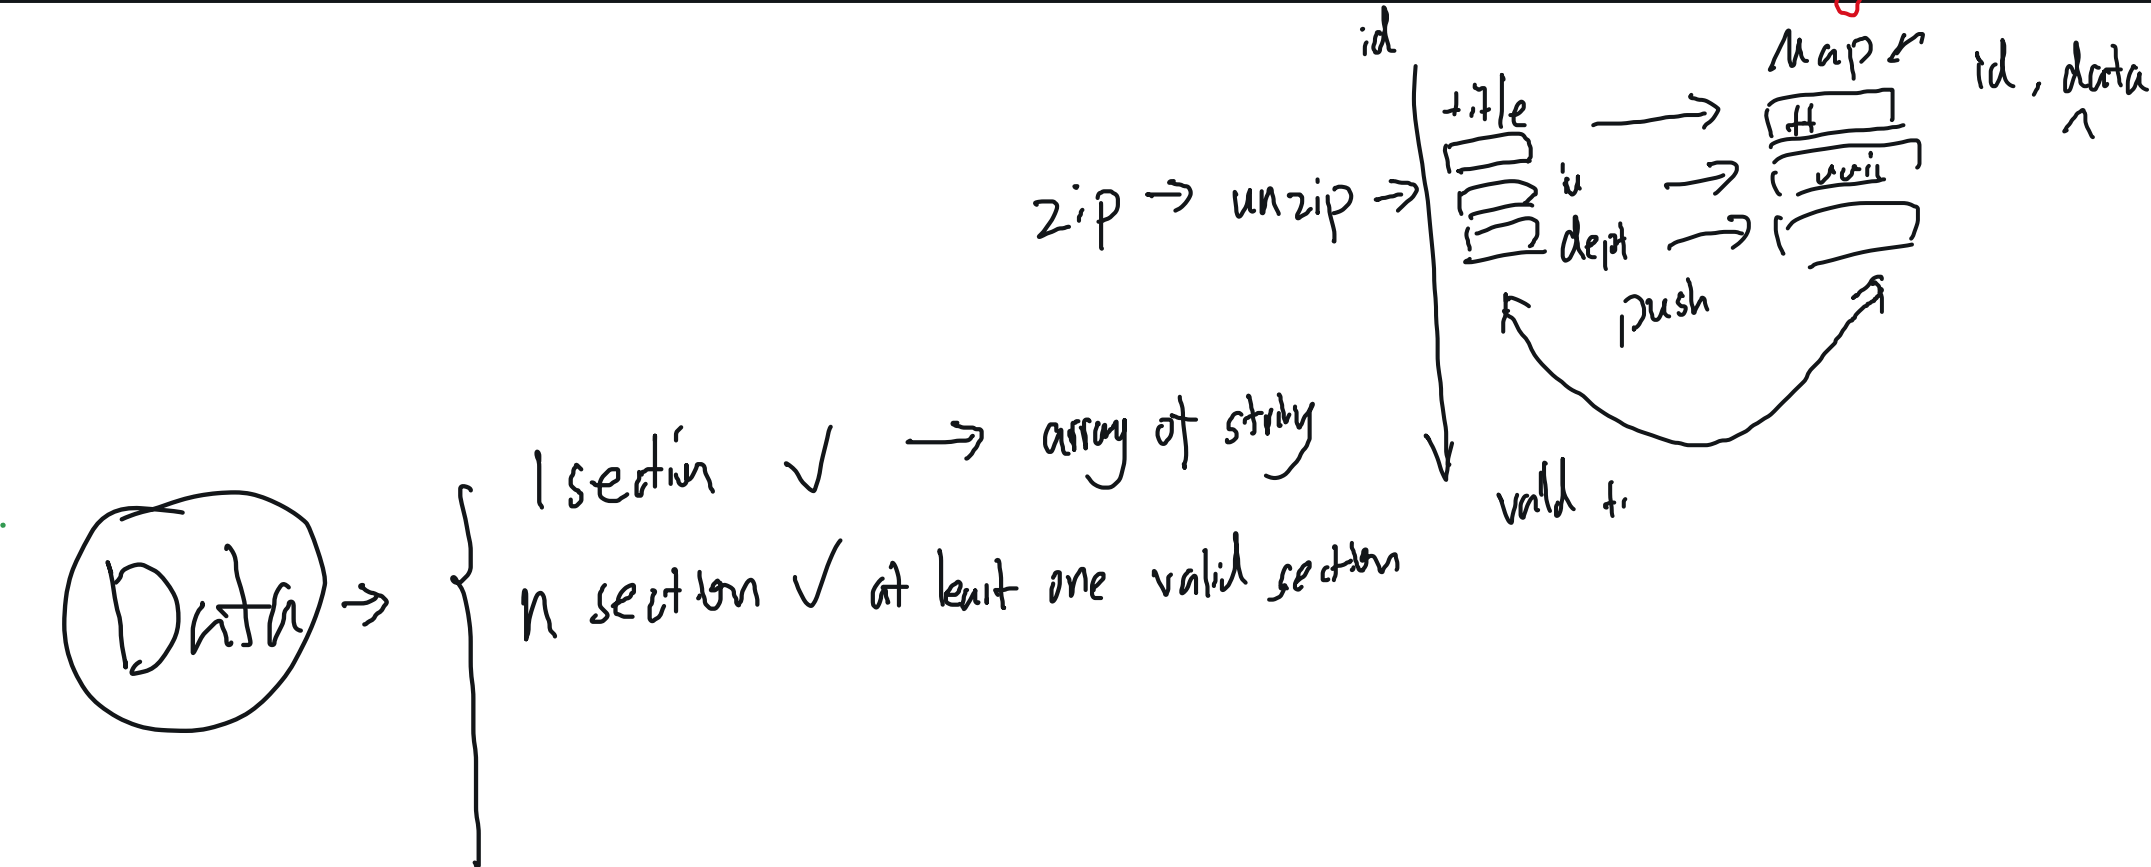 id
Map
id, data
title
zip → unzip →
dept
push
1 section ✓ → array of string
valid
Data →
n section ✓ at least one valid section